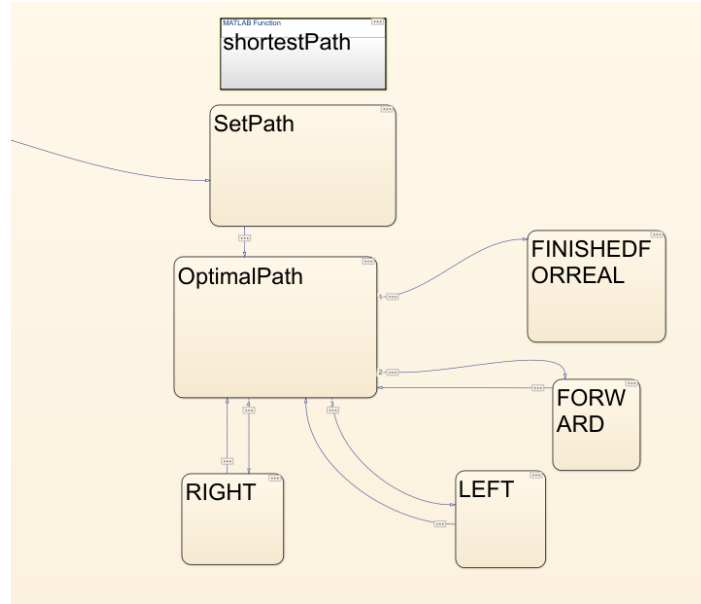 MATLAB Function
shortestPath
SetPath
OptimalPath
FINISHEDF
ORREAL
1
2
FORW
ARD
4
3
RIGHT
LEFT